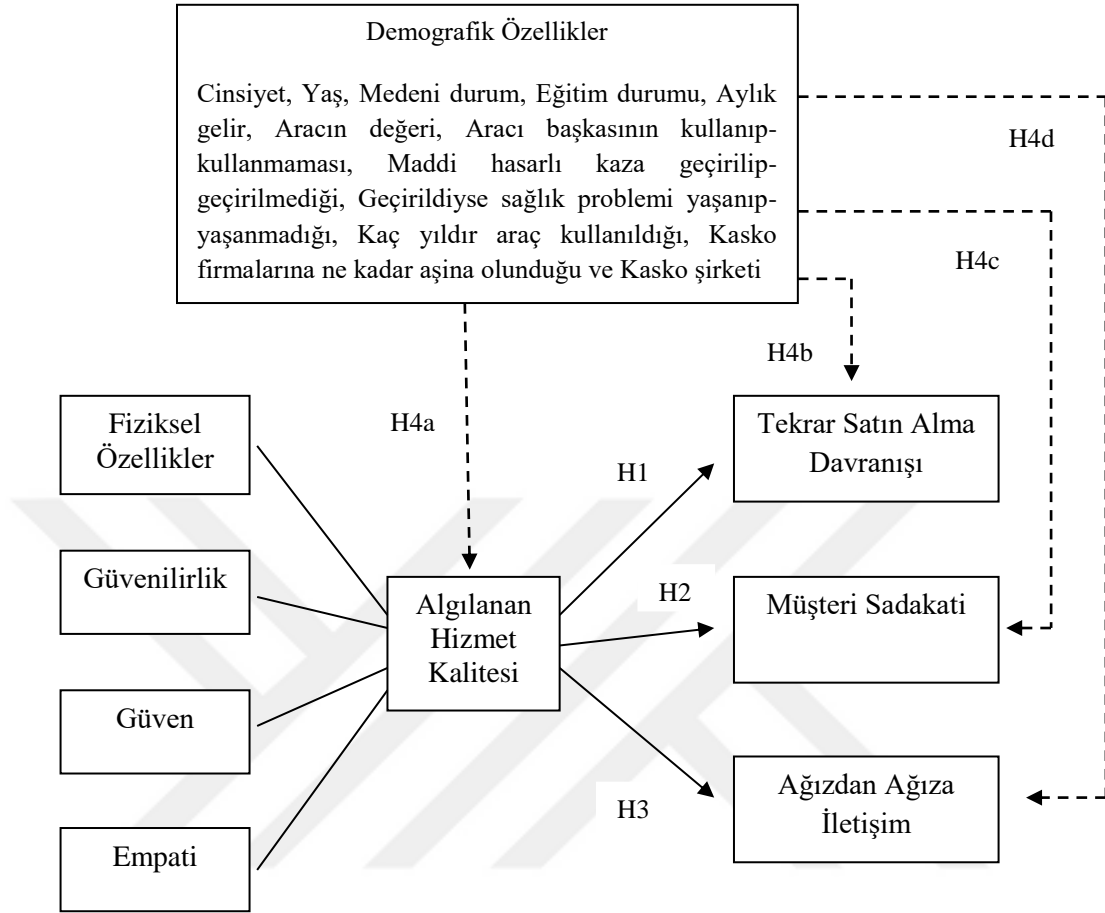 Demografik Özellikler
Cinsiyet, Yaş, Medeni durum, Eğitim durumu, Aylık
gelir, Aracın değeri, Aracı başkasının kullanıp-
kullanmaması, Maddi hasarlı kaza geçirilip-
geçirilmediği, Geçirildiyse sağlık problemi yaşanıp-
yaşanmadığı, Kaç yıldır araç kullanıldığı, Kasko
firmalarına ne kadar aşina olunduğu ve Kasko şirketi
H4d
H4c
H4b
H4a
Fiziksel
Özellikler
Güvenilirlik
Güven
Empati
Algılanan
Hizmet
Kalitesi
H1
H2
H3
Tekrar Satın Alma
Davranışı
Müşteri Sadakati
Ağızdan Ağıza
İletişim